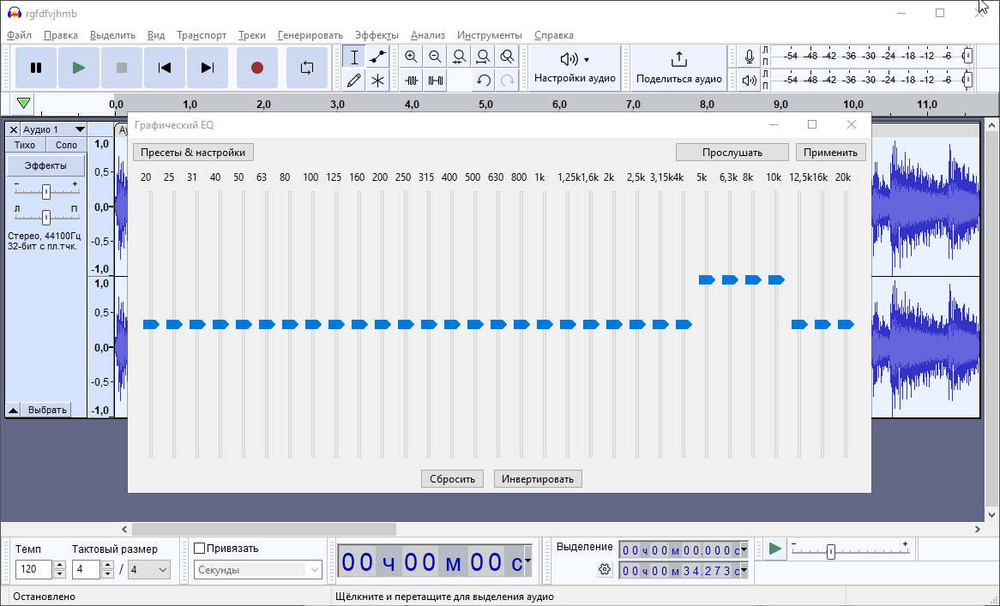 rgfdfvjhmb
Файл Правка Выделить Вид Транспорт Треки Генерировать Эффекты Анализ Инструменты Справка
Настройки аудио
Поделиться аудио
Л
П
-54 -48 -42 -36 -30 -24 -18 -12 -6
Л
П
-54 -48 -42 -36 -30 -24 -18 -12 -6
0,0 1,0 2,0 3,0 4,0 5,0 6,0 7,0 8,0 9,0 10,0 11,0
Аудио 1
Тихо Соло
Эффекты
- +
Л П
Стерео, 44100Гц
32-бит с пл.тчк.
Выбрать
1,0
0,5-
0,0-
-0,5-
-1,0
1,0
0,5-
0,0-
-0,5-
-1,0
Графический EQ
Пресеты & настройки Прослушать Применить
20 25 31 40 50 63 80 100 125 160 200 250 315 400 500 630 800 1k 1,25k 1,6k 2k 2,5k 3,15k 4k 5k 6,3k 8k 10k 12,5k 16k 20k
Сбросить Инвертировать
Темп
120
Тактовый размер
4 / 4
Привязать
Секунды
00 ч 00 м 00 с
Выделение
00 ч 00 м 00.000 с
00 ч 00 м 34.273 с
- +
Остановлено
Щёлкните и перетащите для выделения аудио